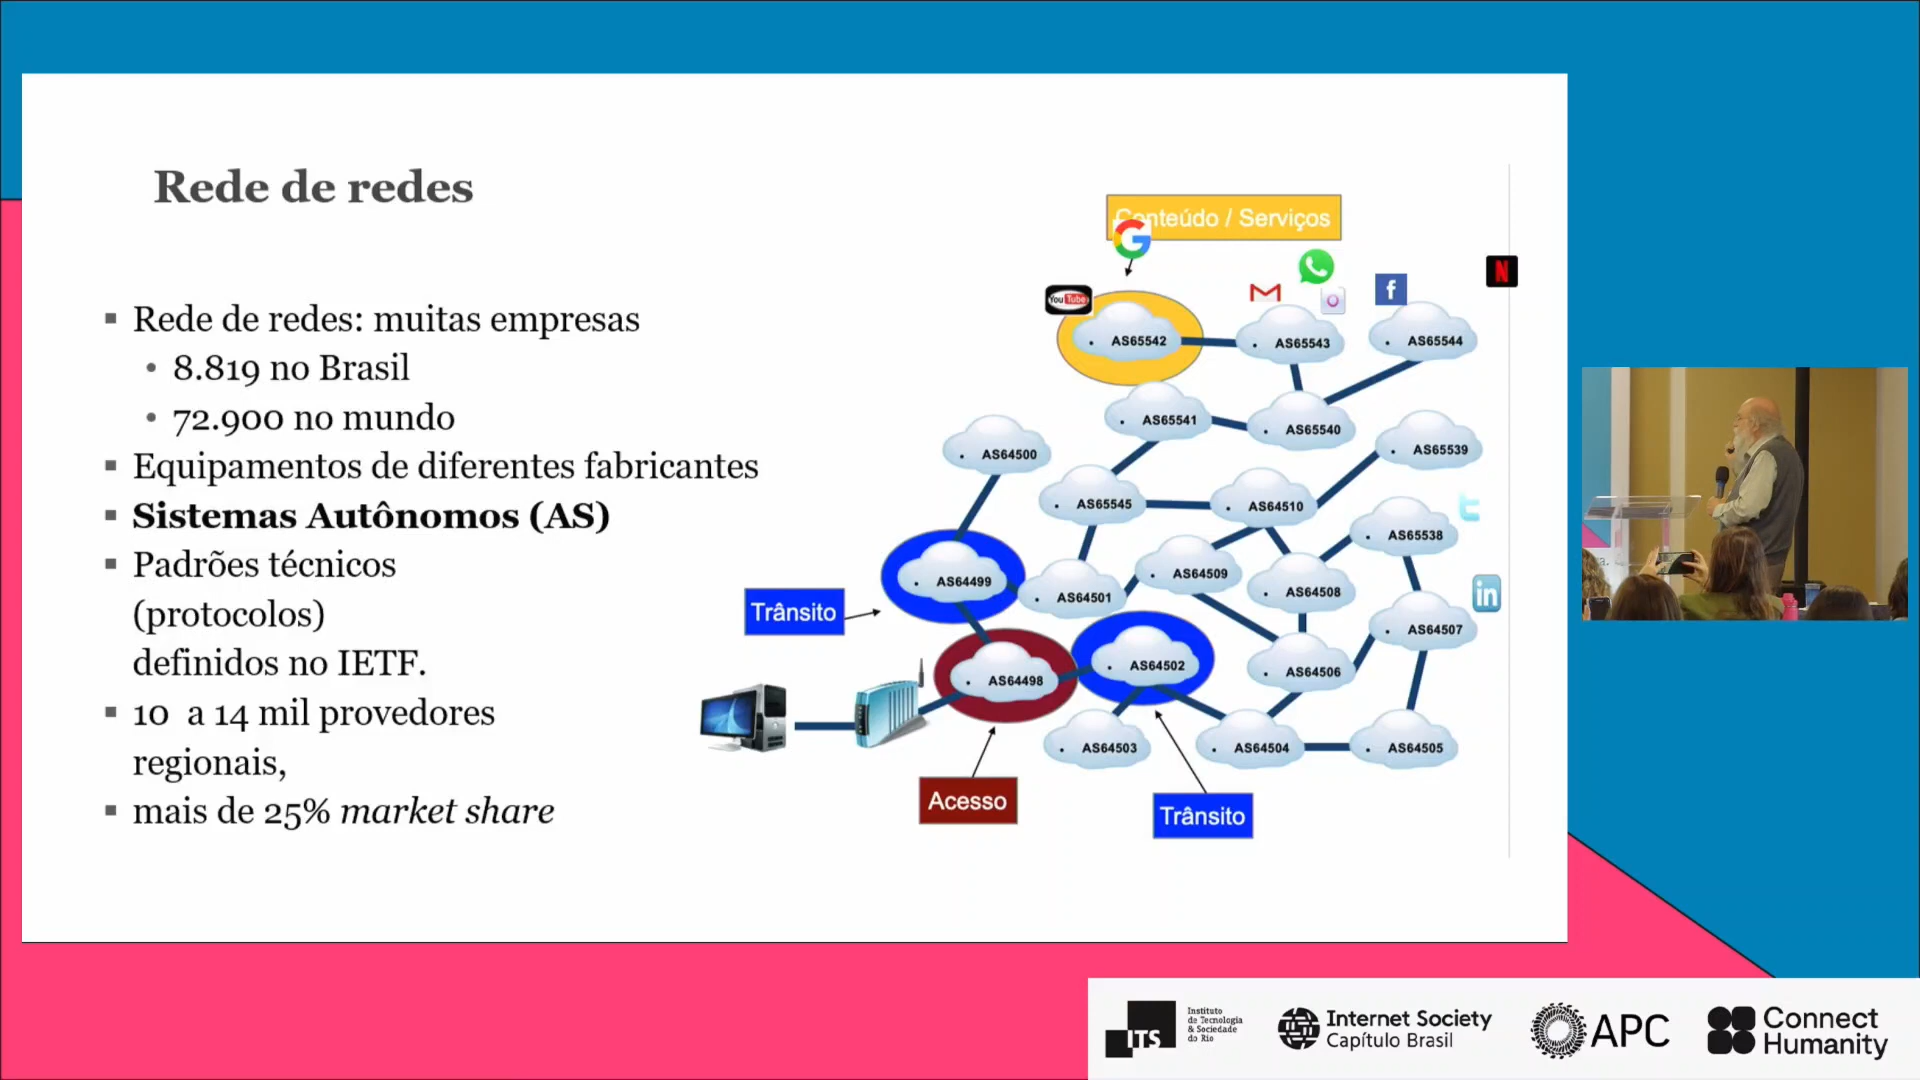 Rede de redes
Rede de redes: muitas empresas
8.819 no Brasil
72.900 no mundo
Equipamentos de diferentes fabricantes
Sistemas Autônomos (AS)
Padrões técnicos
(protocolos)
definidos no IETF.
10 a 14 mil provedores
regionais,
mais de 25% market share
Conteúdo / Serviços
YouTube
AS65542
AS65543
AS65544
AS65541
AS65540
AS65539
AS64500
AS65545
AS64510
AS65538
AS64499
AS64501
AS64509
AS64508
AS64507
Trânsito
AS64498
AS64502
AS64506
AS64503
AS64504
AS64505
Acesso
Trânsito
ITS
Instituto
de Tecnologia
& Sociedade
do Rio
Internet Society
Capítulo Brasil
APC
Connect
Humanity